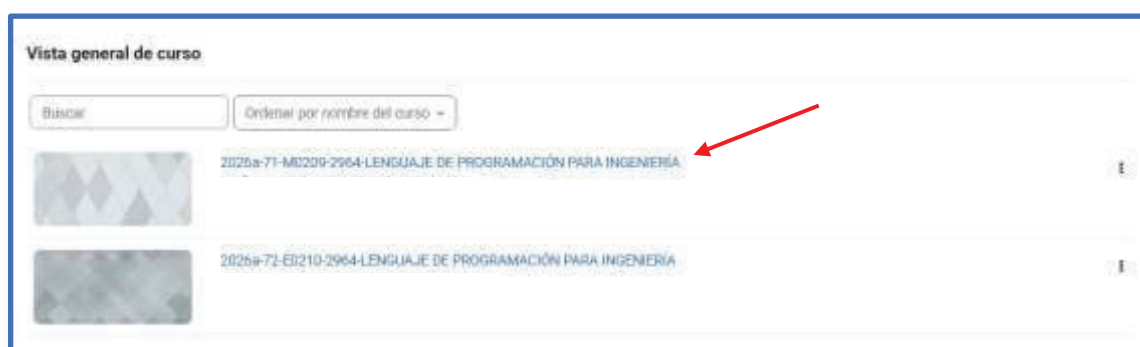 Vista general de curso
Buscar
Ordenar por nombre del curso
2026a-71-M0209-2964-LENGUAJE DE PROGRAMACIÓN PARA INGENIERÍA
2026a-72-E0210-2964-LENGUAJE DE PROGRAMACIÓN PARA INGENIERÍA